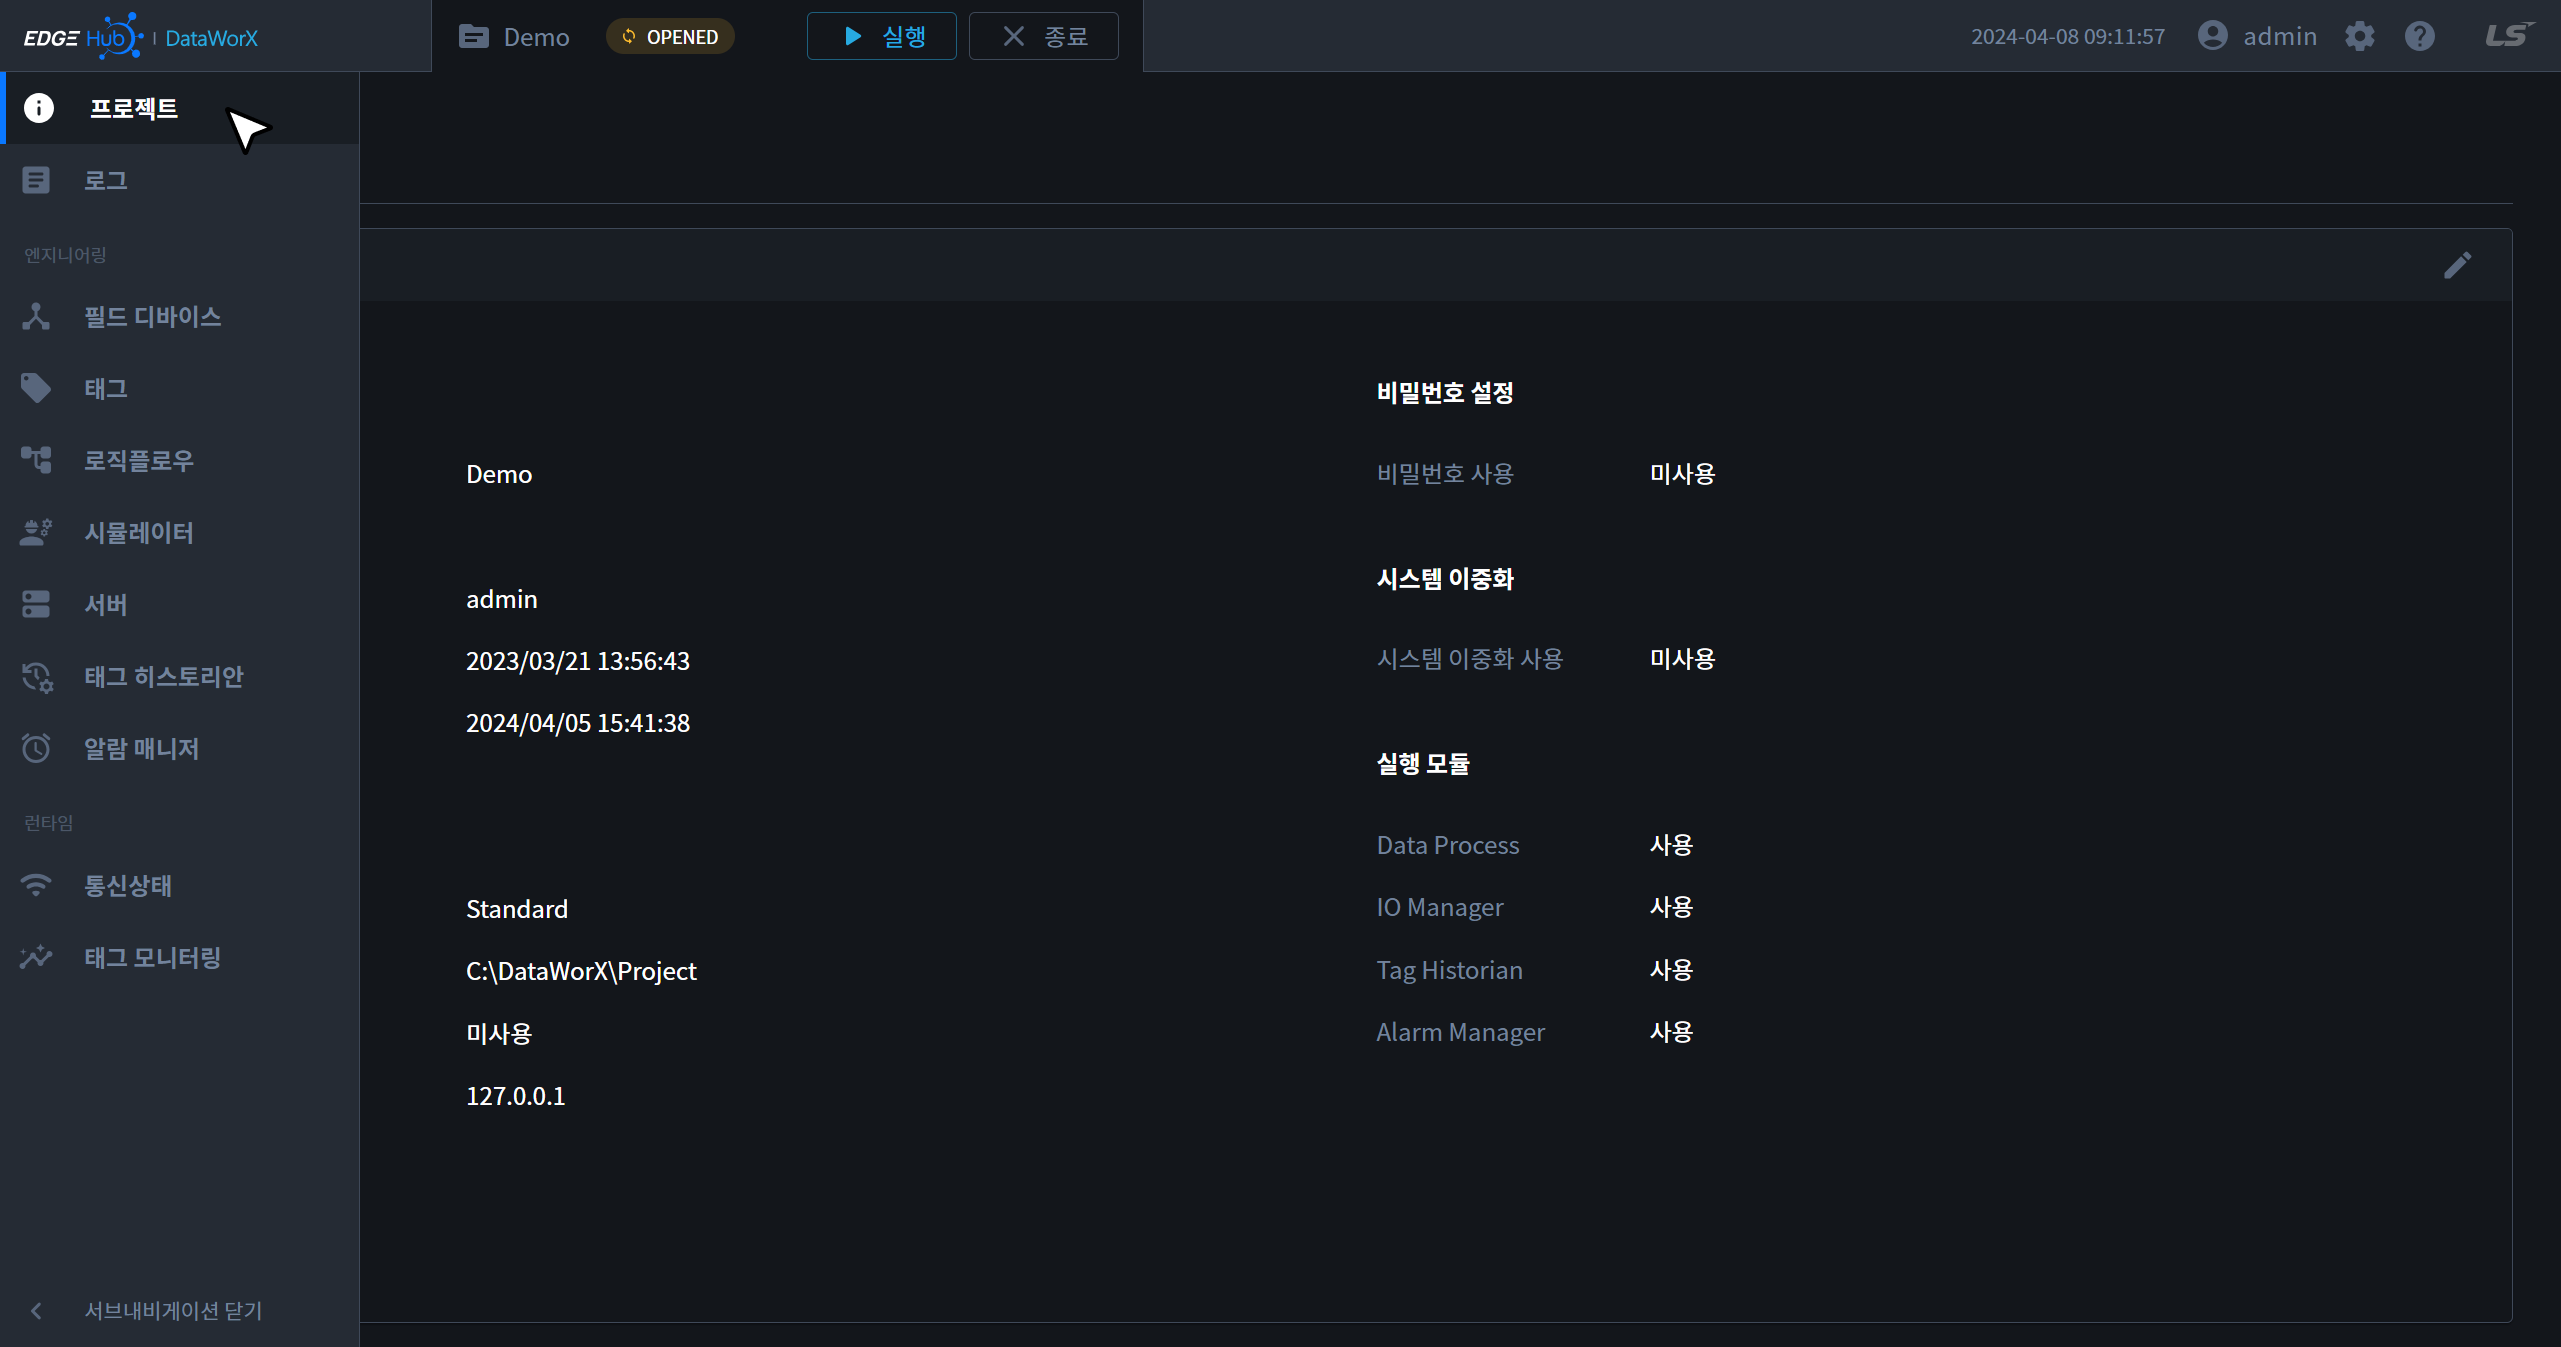 EDGE Hub | DataWorX
Demo
OPENED
실행
종료
2024-04-08 09:11:57
admin
LS
프로젝트
로그
엔지니어링
필드 디바이스
태그
로직플로우
시뮬레이터
서버
태그 히스토리안
알람 매니저
런타임
통신상태
태그 모니터링
서브내비게이션 닫기
Demo
admin
2023/03/21 13:56:43
2024/04/05 15:41:38
Standard
C:\DataWorX\Project
미사용
127.0.0.1
비밀번호 설정
비밀번호 사용 미사용
시스템 이중화
시스템 이중화 사용 미사용
실행 모듈
Data Process 사용
IO Manager 사용
Tag Historian 사용
Alarm Manager 사용